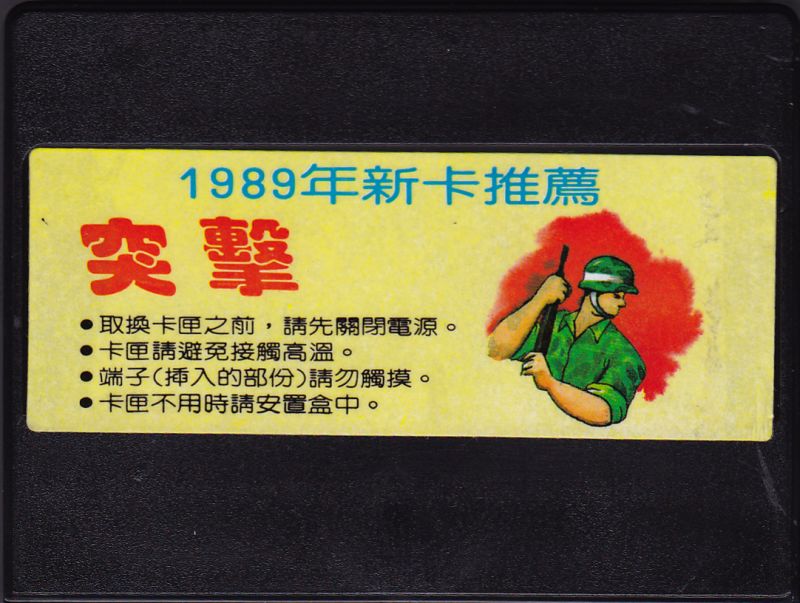 1989年新卡推薦
突擊
●取換卡匣之前，請先關閉電源。
●卡匣請避免接觸高溫。
●端子(挿入的部份)請勿觸摸。
●卡匣不用時請安置盒中。